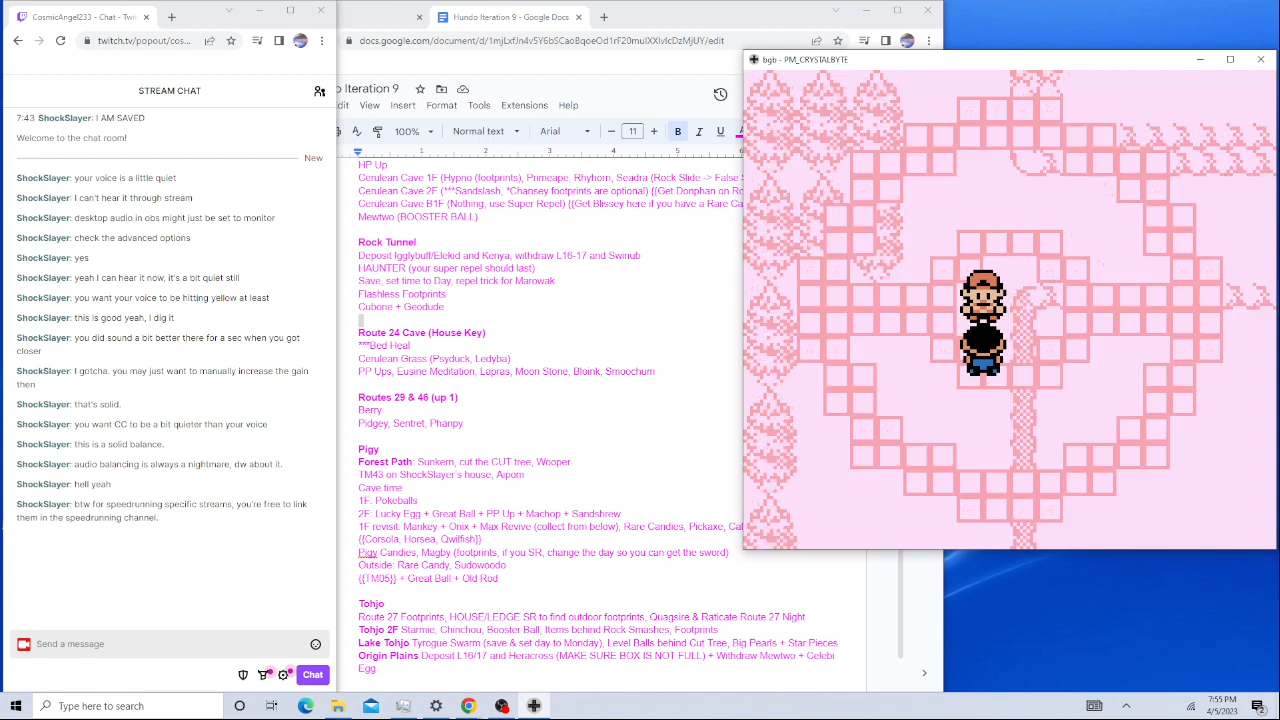 CosmicAngel233 - Chat - Twit
Hundo Iteration 9 - Google Docs
twitch.tv/popout/cos...
docs.google.com/document/d/1mjLxfJn4v5Y6bSCaoBqoeOd1rF20mulXXIvlcDzMjUY/edit
bgb - PM_CRYSTALBYTE
STREAM CHAT
7:43 ShockSlayer: I AM SAVED
Welcome to the chat room!
New
ShockSlayer: your voice is a little quiet
ShockSlayer: I can't hear it through stream
ShockSlayer: desktop audio in obs might just be set to monitor
ShockSlayer: check the advanced options
ShockSlayer: yes
ShockSlayer: yeah I can hear it now, it's a bit quiet still
ShockSlayer: you want your voice to be hitting yellow at least
ShockSlayer: this is good yeah, I dig it
ShockSlayer: you did sound a bit better there for a sec when you got
closer
ShockSlayer: I gotcha. you may just want to manually increase the gain
then
ShockSlayer: that's solid.
ShockSlayer: you want CC to be a bit quieter than your voice
ShockSlayer: this is a solid balance.
ShockSlayer: audio balancing is always a nightmare, dw about it.
ShockSlayer: hell yeah
ShockSlayer: btw for speedrunning specific streams, you're free to link
them in the speedrunning channel.
Send a message
Chat
do Iteration 9
dit View Insert Format Tools Extensions Help
100% Normal text Arial 11 B I U A
1 2 3 4 5 6
HP Up
Cerulean Cave 1F (Hypno (footprints), Primeape, Rhyhorn, Seadra (Rock Slide -> False S
Cerulean Cave 2F (***Sandslash, *Chansey footprints are optional) {{Get Donphan on Ro
Cerulean Cave B1F (Nothing, use Super Repel) {{Get Blissey here if you have a Rare Ca
Mewtwo (BOOSTER BALL)
Rock Tunnel
Deposit Igglybuff/Elekid and Kenya, withdraw L16-17 and Swinub
HAUNTER (your super repel should last)
Save, set time to Day, repel trick for Marowak
Flashless Footprints
Cubone + Geodude
Route 24 Cave (House Key)
***Bed Heal
Cerulean Grass (Psyduck, Ledyba)
PP Ups, Eusine Meditation, Lapras, Moon Stone, Bloink, Smoochum
Routes 29 & 46 (up 1)
Berry
Pidgey, Sentret, Phanpy
Pigy
Forest Path: Sunkern, cut the CUT tree, Wooper
TM43 on ShockSlayer's house, Aipom
Cave time
1F: Pokeballs
2F: Lucky Egg + Great Ball + PP Up + Machop + Sandshrew
1F revisit: Mankey + Onix + Max Revive (collect from below), Rare Candies, Pickaxe, Cal
{{Corsola, Horsea, Qwilfish}}
Pigy Candies, Magby (footprints, if you SR, change the day so you can get the sword)
Outside: Rare Candy, Sudowoodo
{{TM05}} + Great Ball + Old Rod
Tohjo
Route 27 Footprints, HOUSE/LEDGE SR to find outdoor footprints, Quagsire & Raticate Route 27 Night
Tohjo 2F Starmie, Chinchou, Booster Ball, Items behind Rock Smashes, Footprints
Lake Tohjo Tyrogue Swarm (save & set day to Monday), Level Balls behind Cut Tree, Big Pearls + Star Pieces
Origin Plains Deposit L16/17 and Heracross (MAKE SURE BOX IS NOT FULL) + Withdraw Mewtwo + Celebi
Egg
Type here to search
7:55 PM
4/5/2023
2